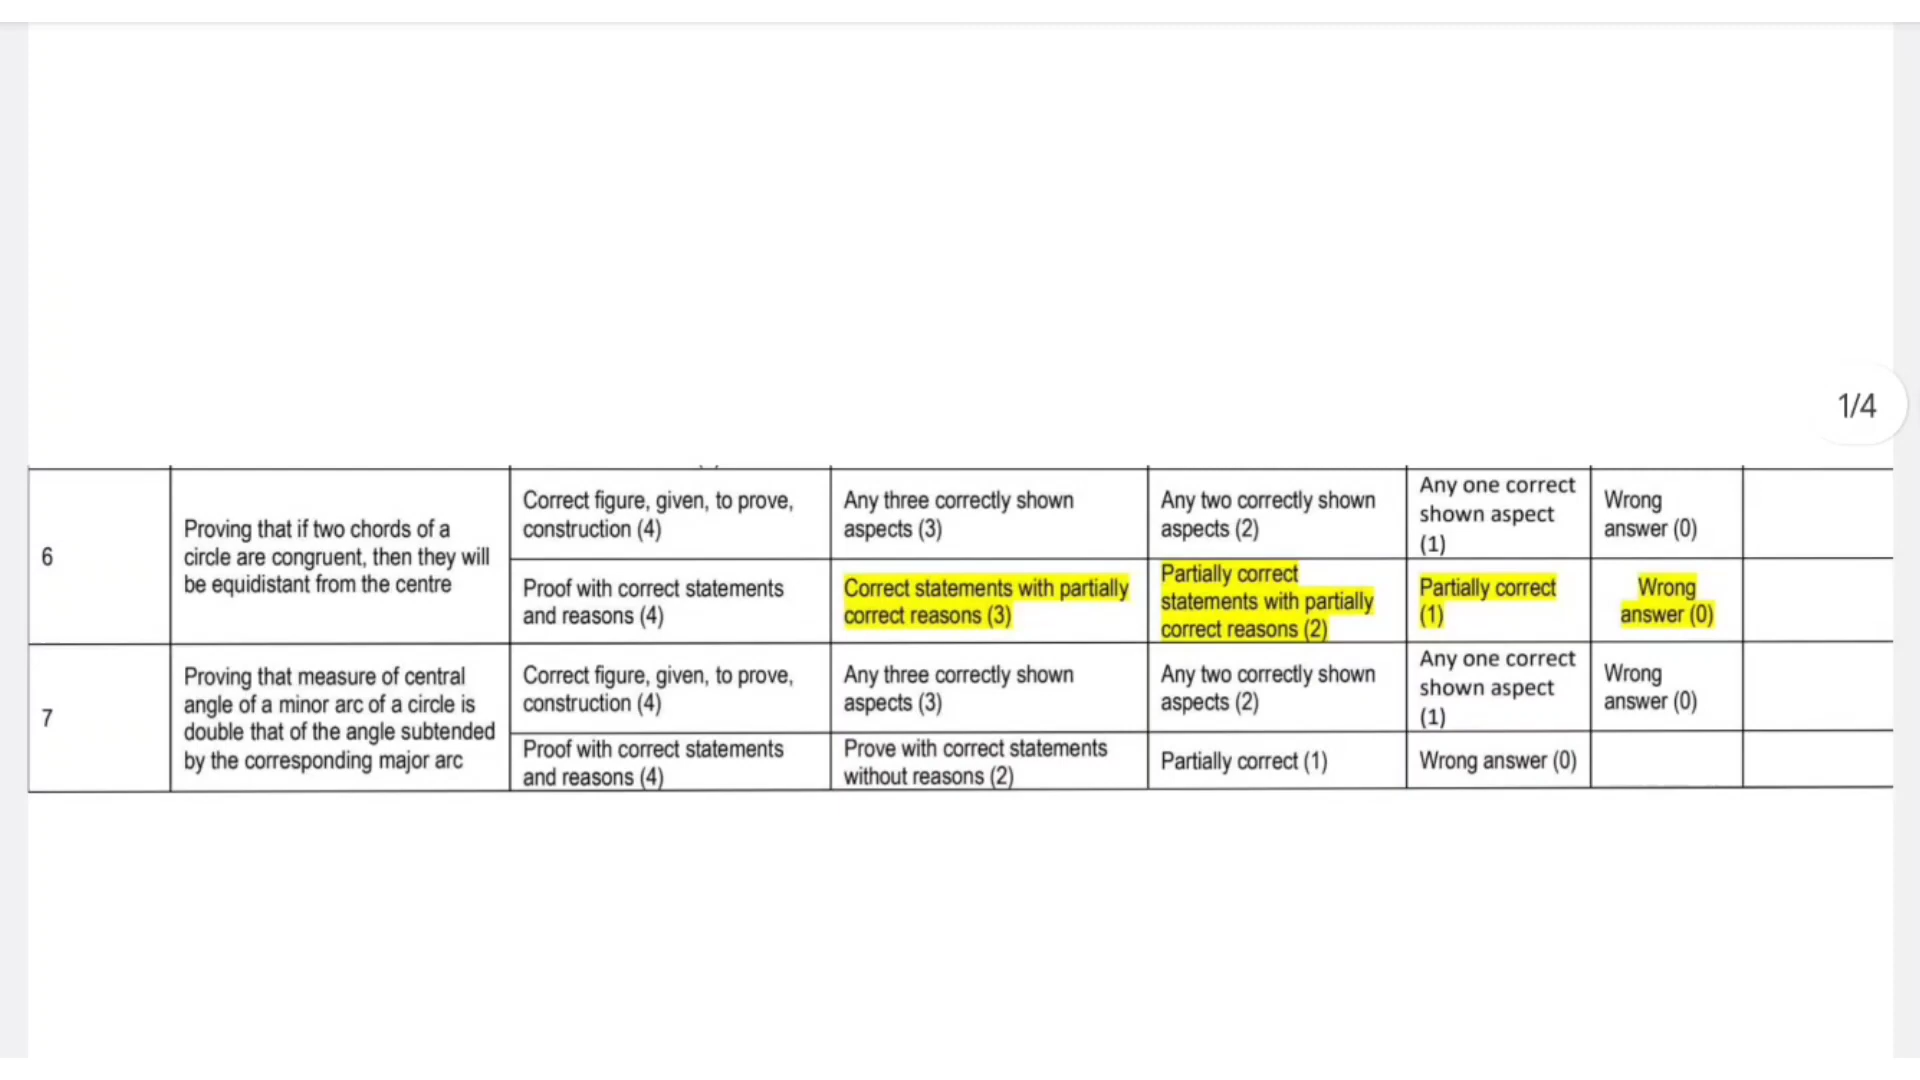 1/4
6
Proving that if two chords of a
circle are congruent, then they will
be equidistant from the centre
Correct figure, given, to prove,
construction (4)
Any three correctly shown
aspects (3)
Any two correctly shown
aspects (2)
Any one correct
shown aspect
(1)
Wrong
answer (0)
Proof with correct statements
and reasons (4)
Correct statements with partially
correct reasons (3)
Partially correct
statements with partially
correct reasons (2)
Partially correct
(1)
Wrong
answer (0)
7
Proving that measure of central
angle of a minor arc of a circle is
double that of the angle subtended
by the corresponding major arc
Correct figure, given, to prove,
construction (4)
Any three correctly shown
aspects (3)
Any two correctly shown
aspects (2)
Any one correct
shown aspect
(1)
Wrong
answer (0)
Proof with correct statements
and reasons (4)
Prove with correct statements
without reasons (2)
Partially correct (1)
Wrong answer (0)